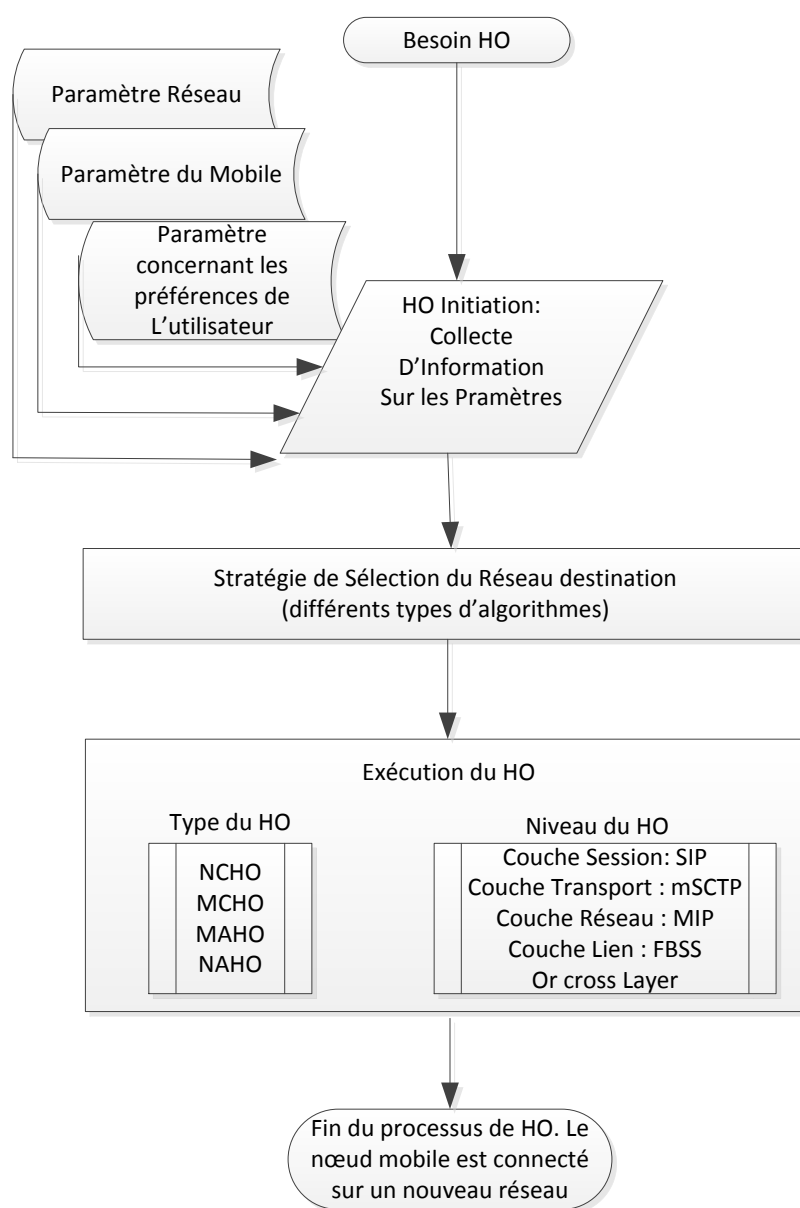 Besoin HO
Paramètre Réseau
Paramètre du Mobile
Paramètre
concernant les
préférences de
L’utilisateur
HO Initiation:
Collecte
D’Information
Sur les Pramètres
Stratégie de Sélection du Réseau destination
(différents types d’algorithmes)
Exécution du HO
Type du HO
NCHO
MCHO
MAHO
NAHO
Niveau du HO
Couche Session: SIP
Couche Transport : mSCTP
Couche Réseau : MIP
Couche Lien : FBSS
Or cross Layer
Fin du processus de HO. Le
nœud mobile est connecté
sur un nouveau réseau